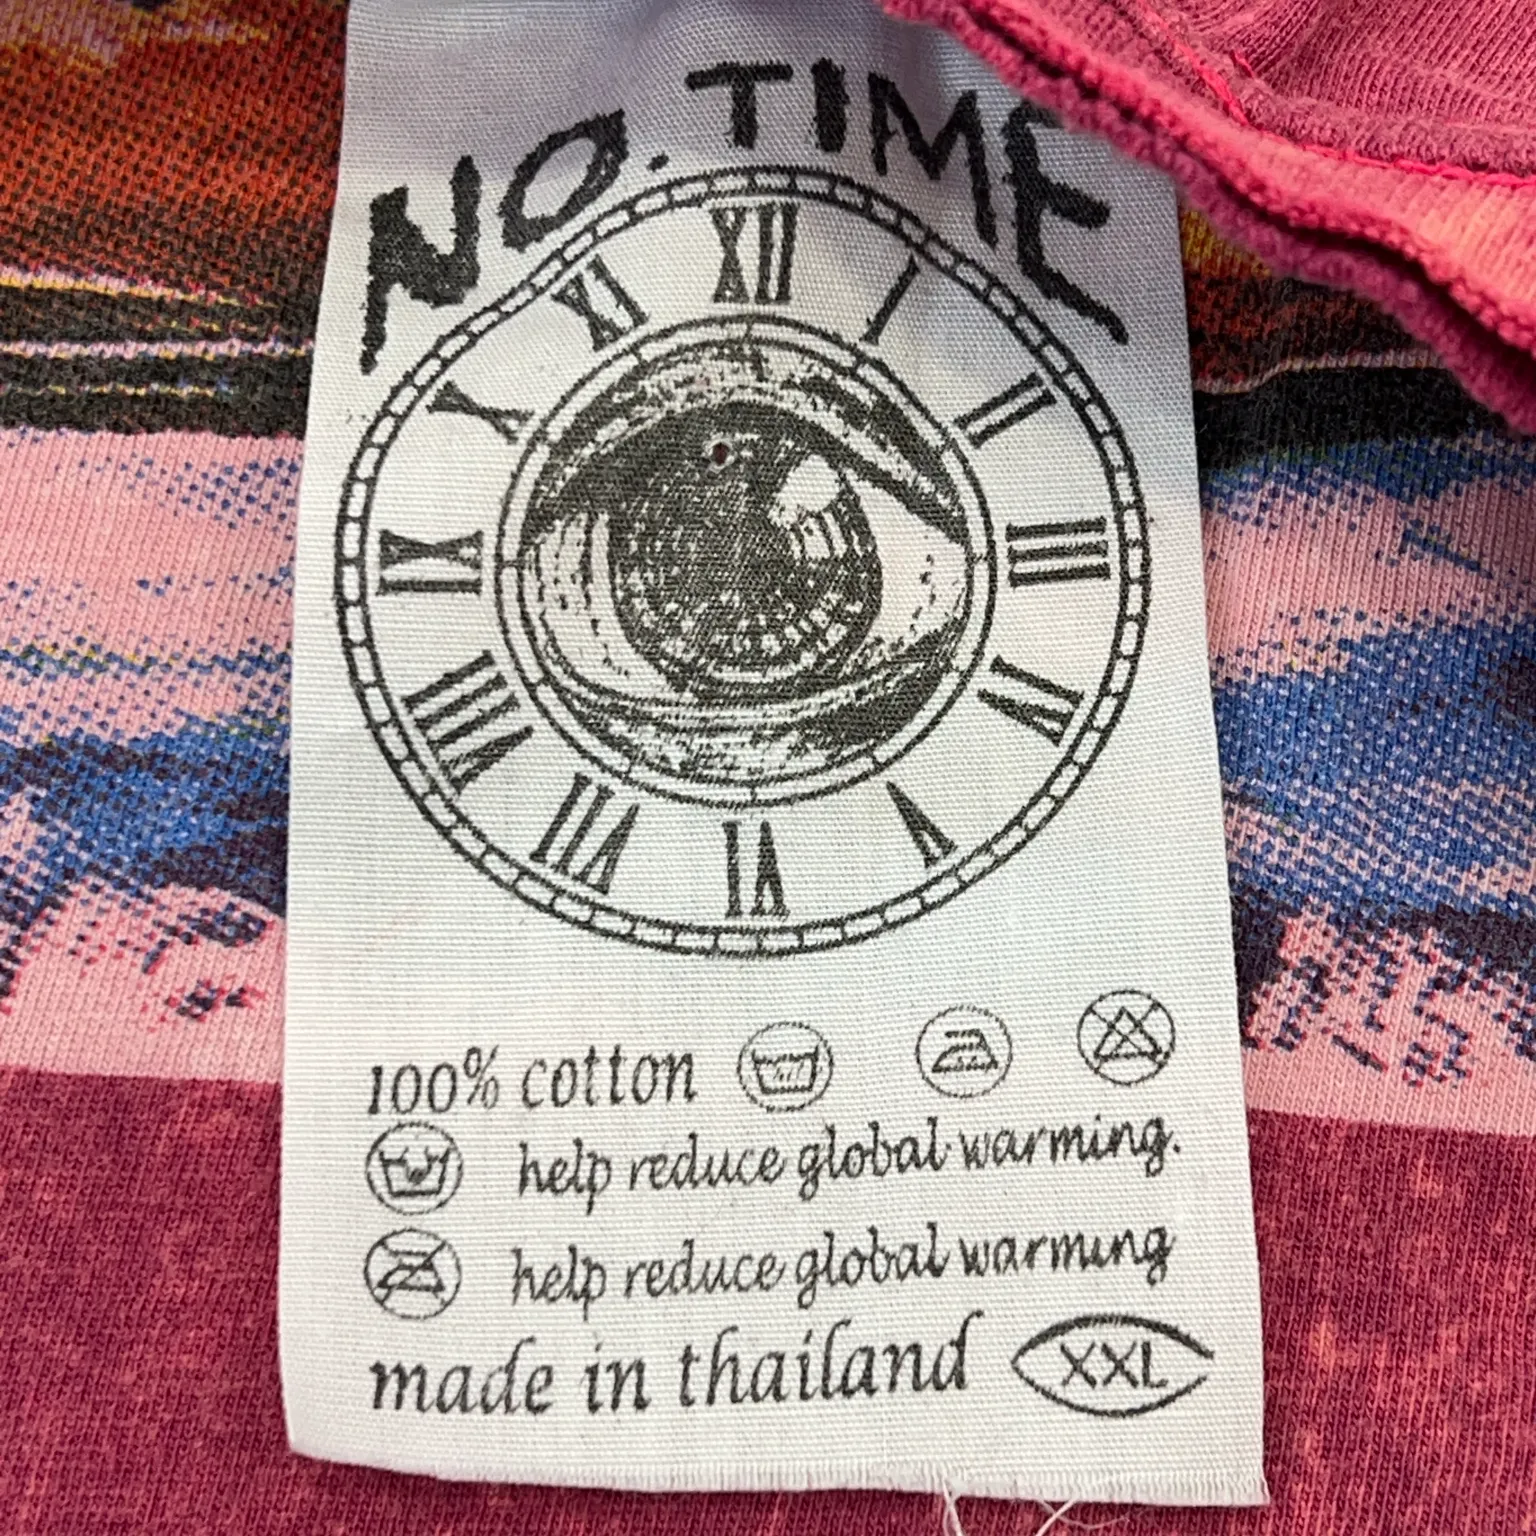 NO. TIME
XII
I
II
III
IV
V
VI
VII
VIII
IX
X
XI
100% cotton
help reduce global warming.
help reduce global warming
made in thailand XXL